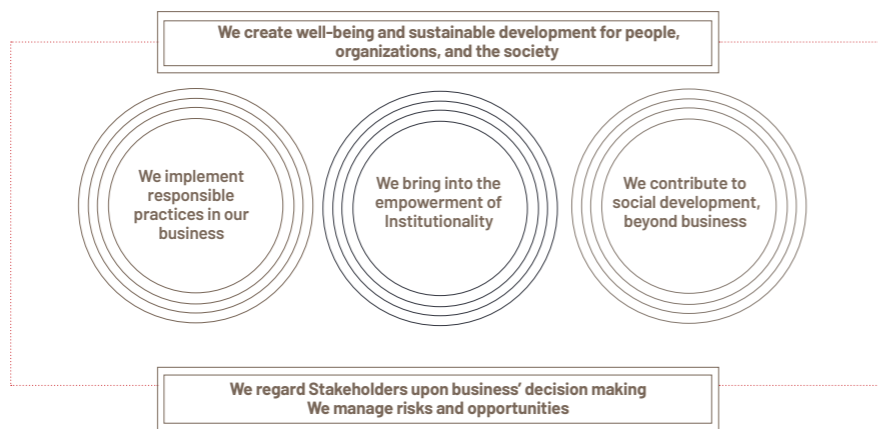 We create well-being and sustainable development for people,
organizations, and the society
We implement
responsible
practices in our
business
We bring into the
empowerment of
Institutionality
We contribute to
social development,
beyond business
We regard Stakeholders upon business’ decision making
We manage risks and opportunities